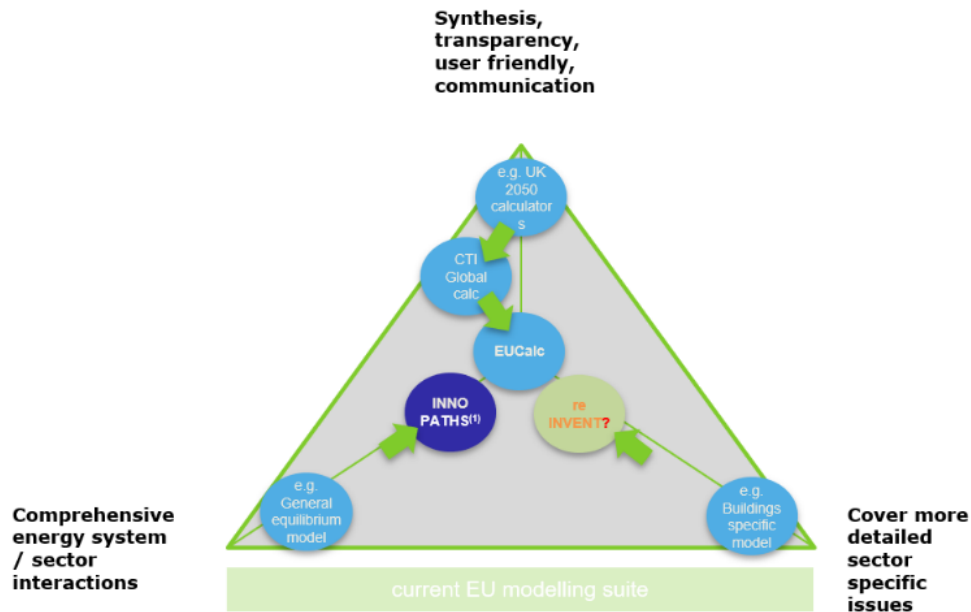 Synthesis,
transparency,
user friendly,
communication
e.g. UK
2050
calculator
s
CTI
Global
calc
EUCalc
INNO
PATHS(1)
re
INVENT?
e.g.
General
equilibrium
model
e.g.
Buildings
specific
model
Comprehensive
energy system
/ sector
interactions
Cover more
detailed
sector
specific
issues
current EU modelling suite